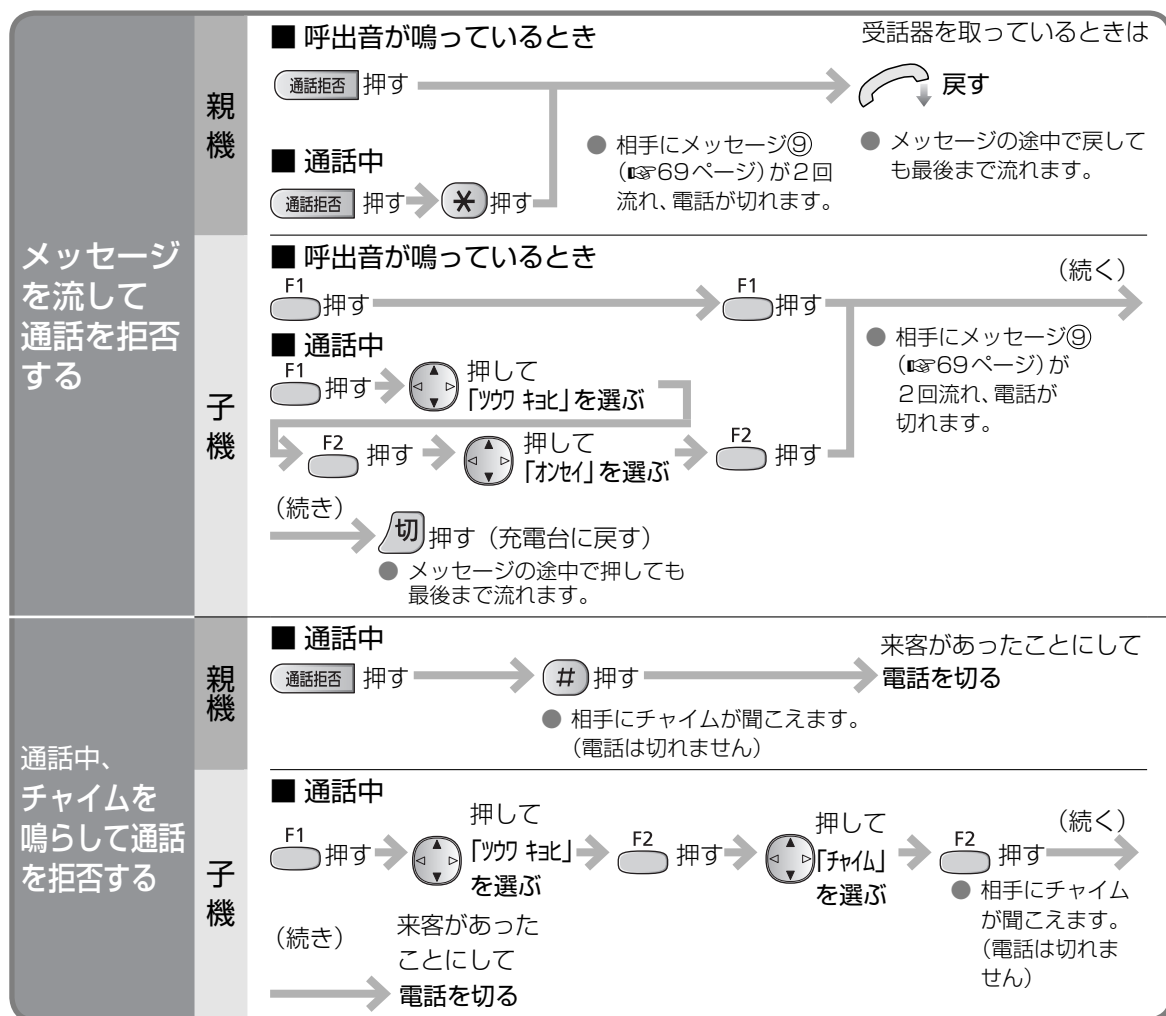 メッセージ
を流して
通話を拒否
する
親機
■ 呼出音が鳴っているとき
通話拒否 押す
■ 通話中
通話拒否 押す ＊ 押す
● 相手にメッセージ⑨
（☞69ページ）が２回
流れ、電話が切れます。
受話器を取っているときは
戻す
● メッセージの途中で戻して
も最後まで流れます。
子機
■ 呼出音が鳴っているとき
F1
押す
F1
押す
（続く）
■ 通話中
F1
押す
押して
「ﾂｳﾜ ｷｮﾋ」を選ぶ
F2
押す
押して
「ｵﾝｾｲ」を選ぶ
F2
押す
● 相手にメッセージ⑨
（☞69ページ）が
２回流れ、電話が
切れます。
（続き）
切 押す（充電台に戻す）
● メッセージの途中で押しても
最後まで流れます。
通話中、
チャイムを
鳴らして通話
を拒否する
親機
■ 通話中
通話拒否 押す
# 押す
● 相手にチャイムが聞こえます。
（電話は切れません）
来客があったことにして
電話を切る
子機
■ 通話中
F1
押す
押して
「ﾂｳﾜ ｷｮﾋ」
を選ぶ
F2
押す
押して
「ﾁｬｲﾑ」
を選ぶ
F2
押す
（続く）
● 相手にチャイム
が聞こえます。
（電話は切れま
せん）
（続き）
来客があった
ことにして
電話を切る